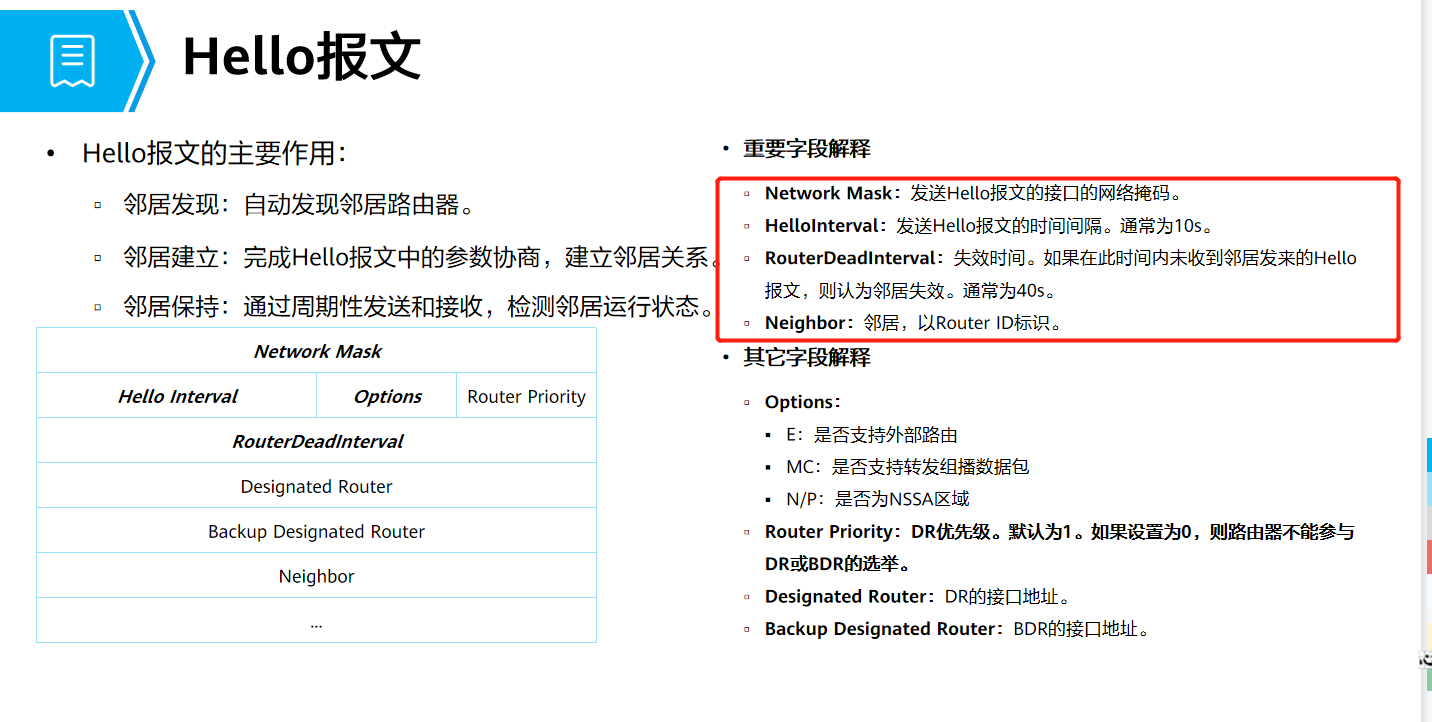 Hello报文
• Hello报文的主要作用：
▫ 邻居发现：自动发现邻居路由器。
▫ 邻居建立：完成Hello报文中的参数协商，建立邻居关系。
▫ 邻居保持：通过周期性发送和接收，检测邻居运行状态。
Network Mask
Hello Interval Options Router Priority
RouterDeadInterval
Designated Router
Backup Designated Router
Neighbor
...
• 重要字段解释
▫ Network Mask：发送Hello报文的接口的网络掩码。
▫ HelloInterval：发送Hello报文的时间间隔。通常为10s。
▫ RouterDeadInterval：失效时间。如果在此时间内未收到邻居发来的Hello
报文，则认为邻居失效。通常为40s。
▫ Neighbor：邻居，以Router ID标识。
• 其它字段解释
▫ Options：
▪ E：是否支持外部路由
▪ MC：是否支持转发组播数据包
▪ N/P：是否为NSSA区域
▫ Router Priority：DR优先级。默认为1。如果设置为0，则路由器不能参与
DR或BDR的选举。
▫ Designated Router：DR的接口地址。
▫ Backup Designated Router：BDR的接口地址。